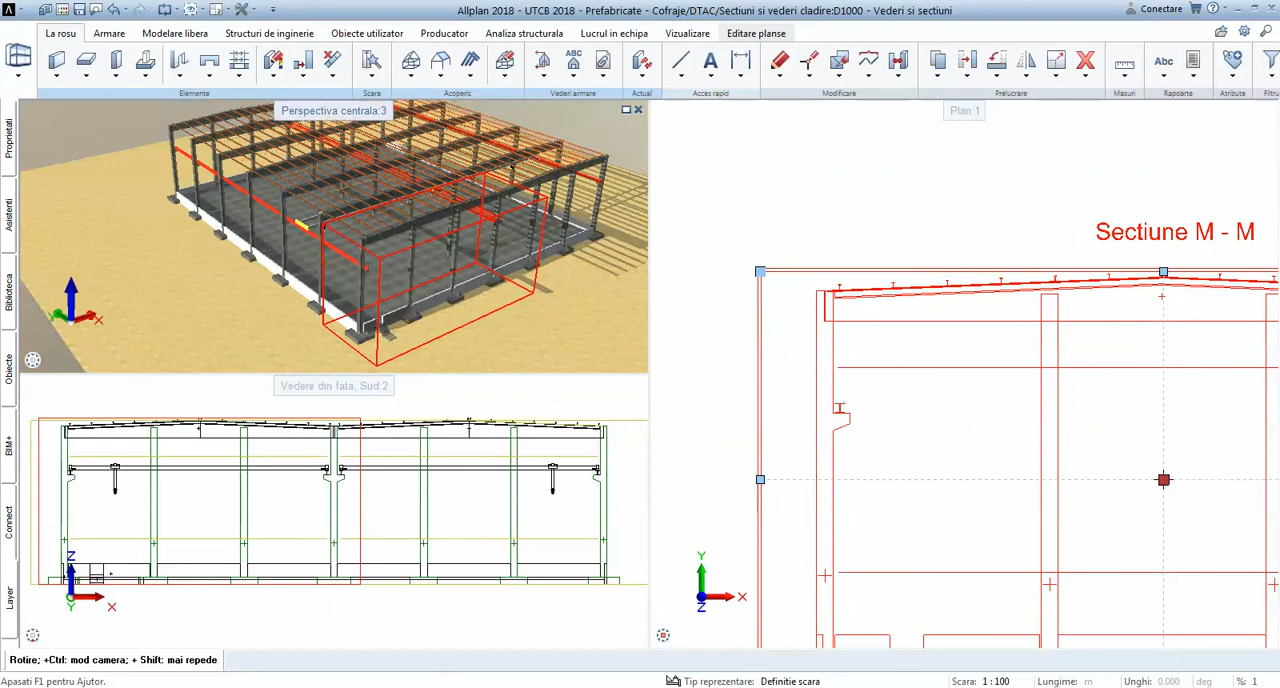 Allplan 2018 - UTCB 2018 - Prefabricate - Cofraje/DTAC/Sectiuni si vederi cladire:D1000 - Vederi si sectiuni
Conectare
La rosu
Armare
Modelare libera
Structuri de inginerie
Obiecte utilizator
Producator
Analiza structurala
Lucrul in echipa
Vizualizare
Editare planse
ABC
A
Abc
Elemente
Scara
Acoperis
Vederi armare
Actual
Acces rapid
Modificare
Prelucrare
Masuri
Rapoarte
Atribute
Filtru
Proprietati
Asistenti
Biblioteca
Obiecte
BIM+
Connect
Layer
Perspectiva centrala:3
Plan:1
Sectiune M - M
X
Vedere din fata, Sud:2
Z
X
Y
Y
X
Z
Rotire; +Ctrl: mod camera; + Shift: mai repede
Apasati F1 pentru Ajutor.
Tip reprezentare: Definitie scara
Scara: 1 : 100
Lungime: m
Unghi: 0.000 deg
%: 1